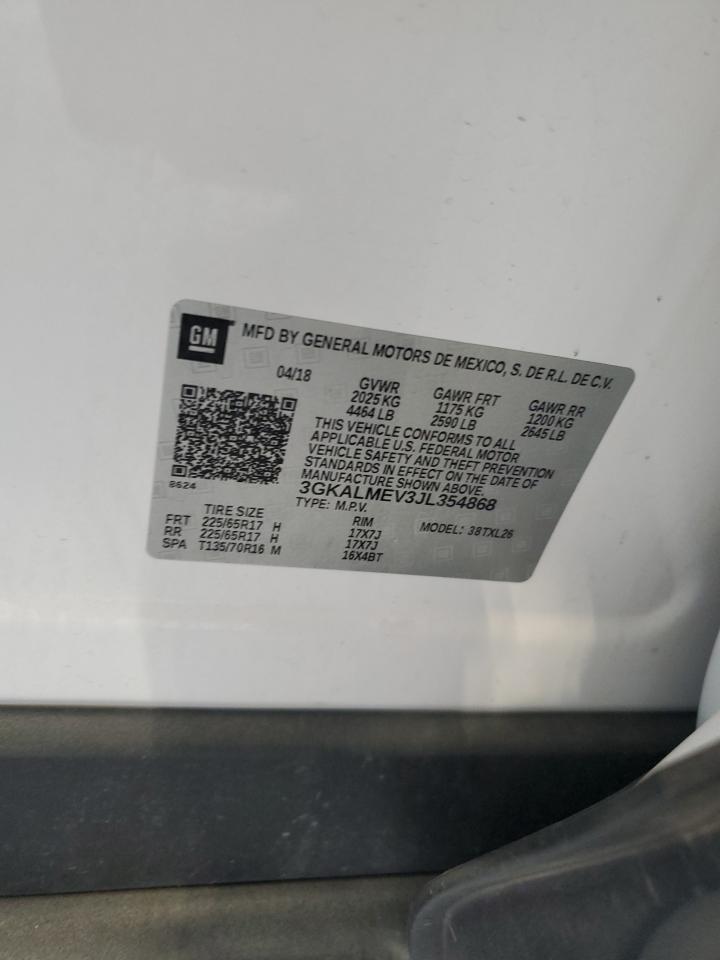 GM
MFD BY GENERAL MOTORS DE MEXICO, S. DE R.L. DE C.V.
04/18
GVWR GAWR FRT GAWR RR
2025 KG 1175 KG 1200 KG
4464 LB 2590 LB 2645 LB
THIS VEHICLE CONFORMS TO ALL
APPLICABLE U.S. FEDERAL MOTOR
VEHICLE SAFETY AND THEFT PREVENTION
STANDARDS IN EFFECT ON THE DATE OF
MANUFACTURE SHOWN ABOVE.
8624
3GKALMEV3JL354868
TYPE: M.P.V. MODEL: 38TXL26
TIRE SIZE RIM
FRT 225/65R17 H 17X7J
RR 225/65R17 H 17X7J
SPA T135/70R16 M 16X4BT